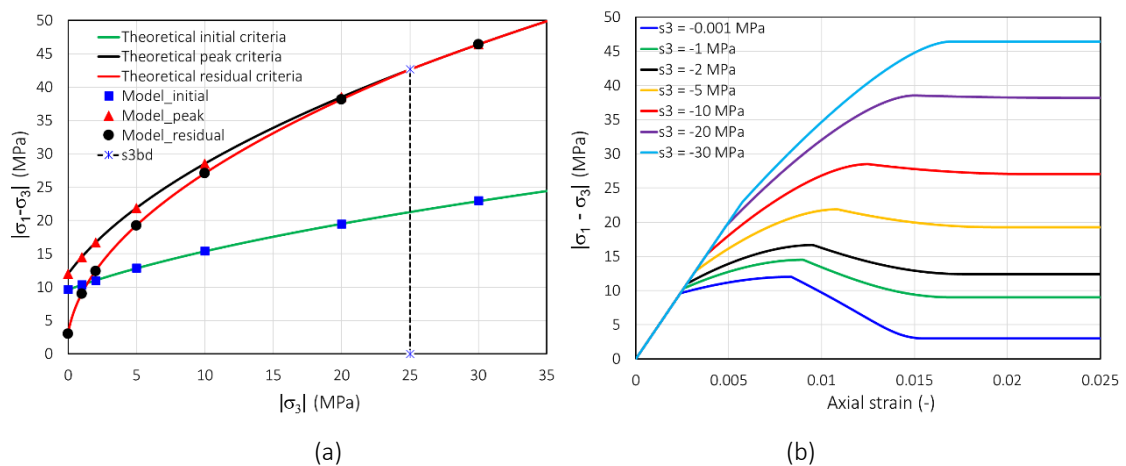 50
45
40
35
30
25
20
15
10
5
0
|σ₁-σ₃| (MPa)
Theoretical initial criteria
Theoretical peak criteria
Theoretical residual criteria
Model_initial
Model_peak
Model_residual
s3bd
0 5 10 15 20 25 30 35
|σ₃| (MPa)
(a)
50
45
40
35
30
25
20
15
10
5
0
|σ₁ - σ₃| (MPa)
s3 = -0.001 MPa
s3 = -1 MPa
s3 = -2 MPa
s3 = -5 MPa
s3 = -10 MPa
s3 = -20 MPa
s3 = -30 MPa
0 0.005 0.01 0.015 0.02 0.025
Axial strain (-)
(b)